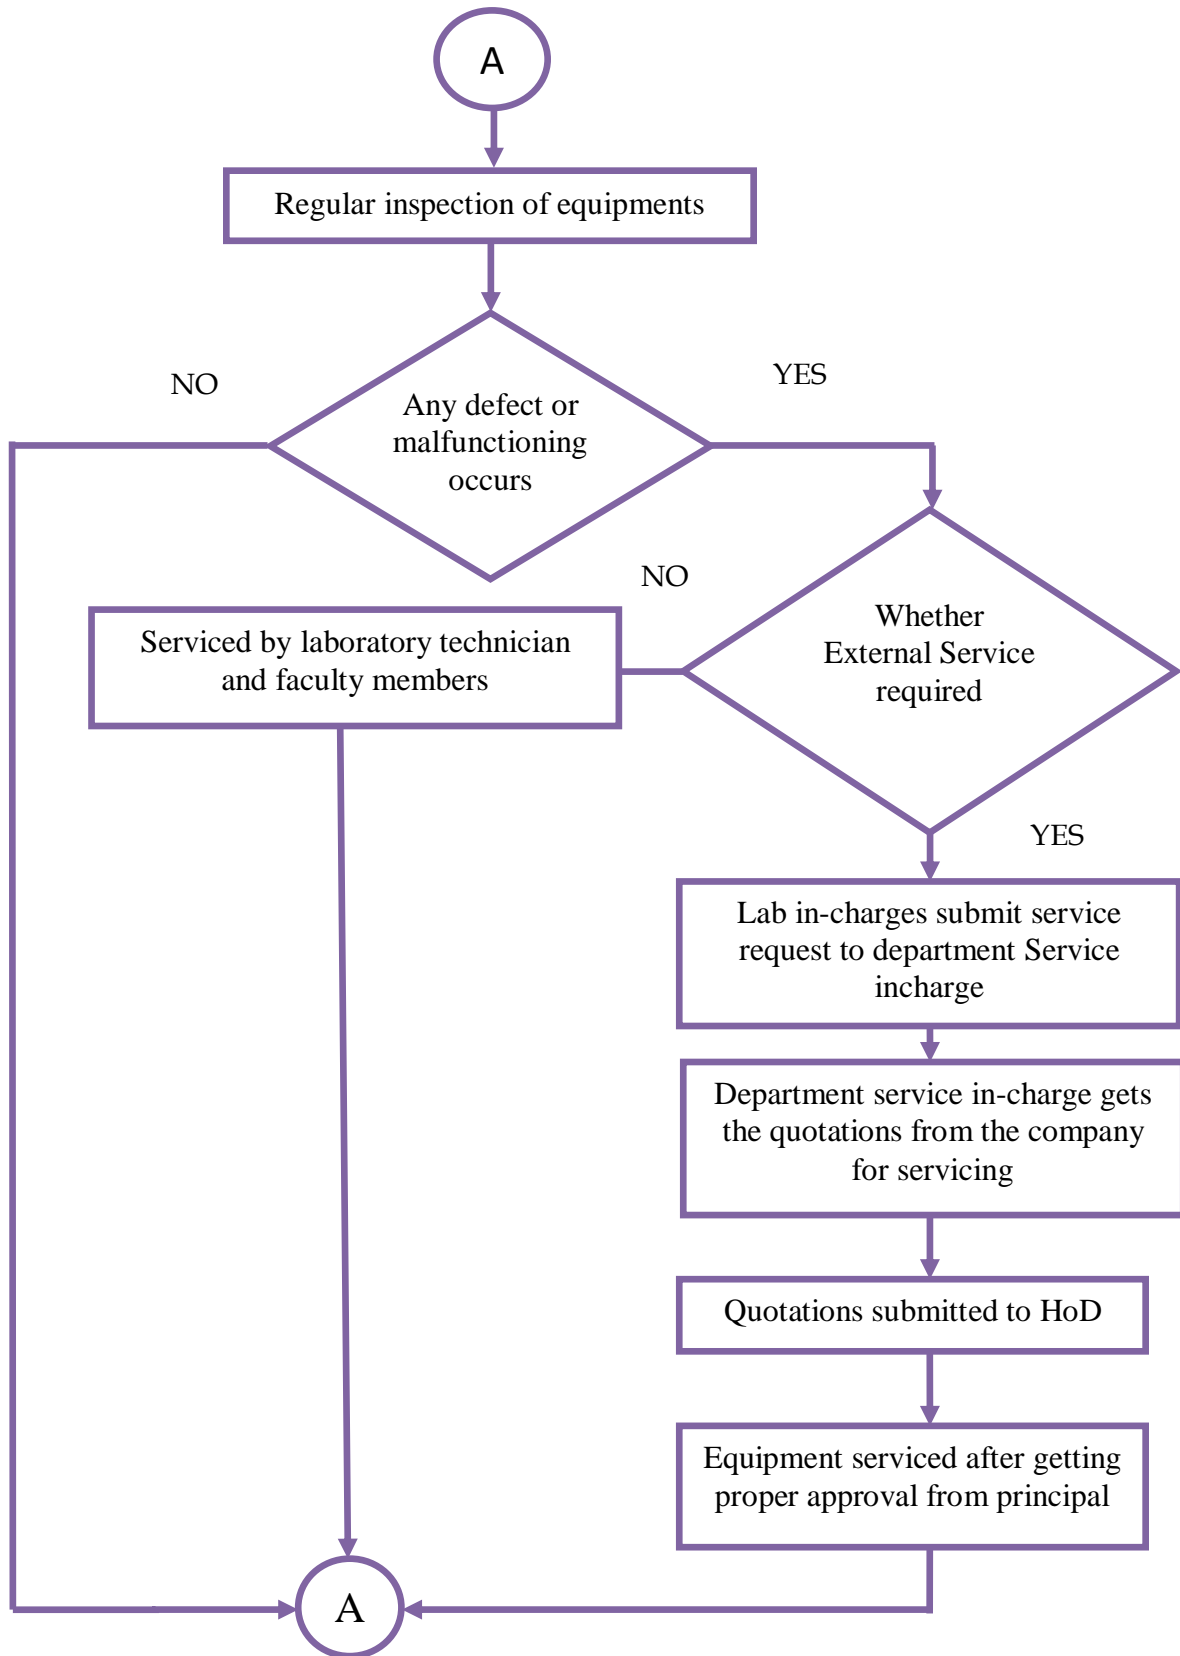 A
Regular inspection of equipments
NO
YES
Any defect or
malfunctioning
occurs
NO
Serviced by laboratory technician
and faculty members
Whether
External Service
required
YES
Lab in-charges submit service
request to department Service
incharge
Department service in-charge gets
the quotations from the company
for servicing
Quotations submitted to HoD
Equipment serviced after getting
proper approval from principal
A